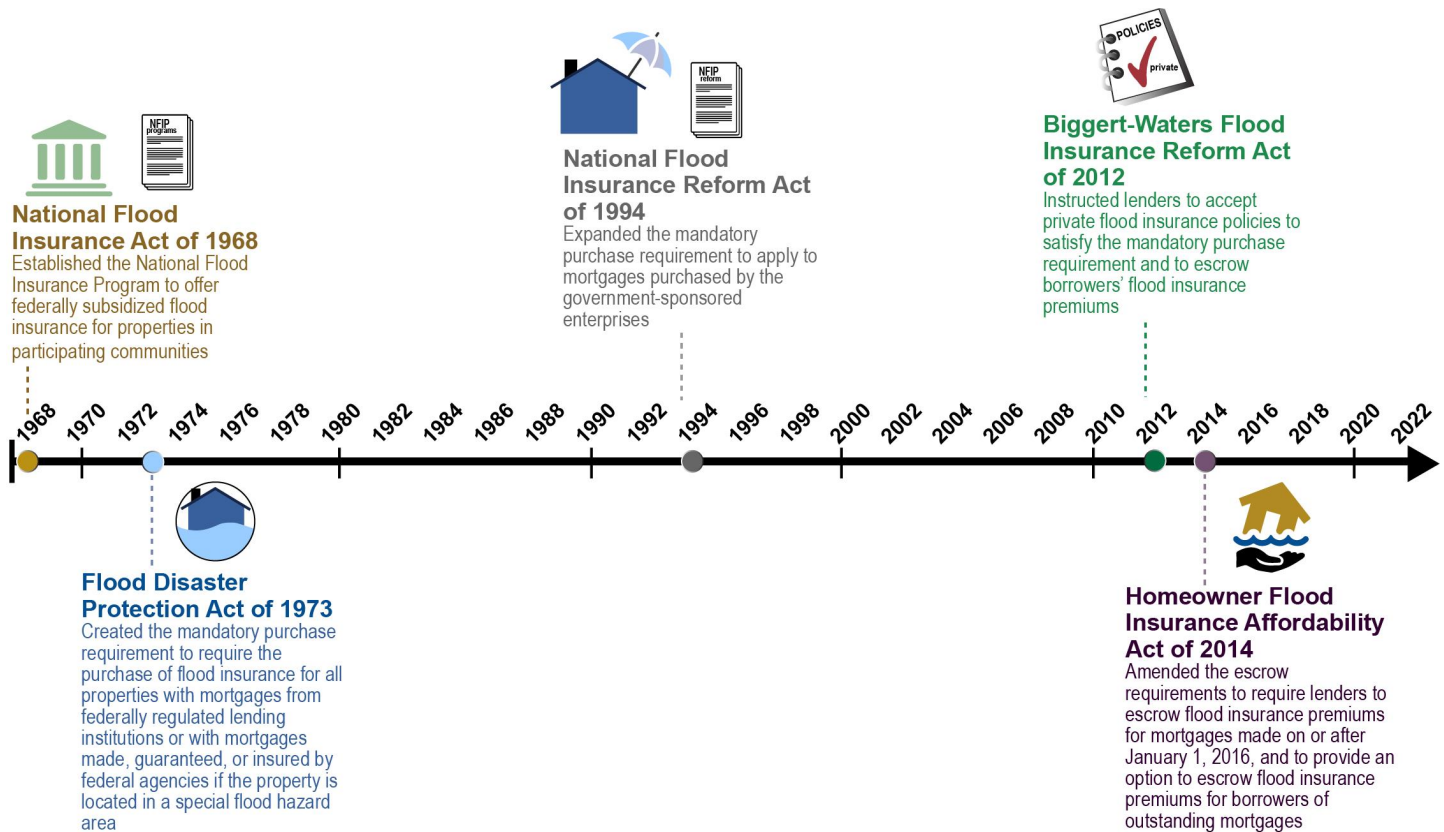 NFIP
programs
National Flood
Insurance Act of 1968
Established the National Flood
Insurance Program to offer
federally subsidized flood
insurance for properties in
participating communities
NFIP
reform
National Flood
Insurance Reform Act
of 1994
Expanded the mandatory
purchase requirement to apply to
mortgages purchased by the
government-sponsored
enterprises
POLICIES
private
Biggert-Waters Flood
Insurance Reform Act
of 2012
Instructed lenders to accept
private flood insurance policies to
satisfy the mandatory purchase
requirement and to escrow
borrowers’ flood insurance
premiums
1968 1970 1972 1974 1976 1978 1980 1982 1984 1986 1988 1990 1992 1994 1996 1998 2000 2002 2004 2006 2008 2010 2012 2014 2016 2018 2020 2022
Flood Disaster
Protection Act of 1973
Created the mandatory purchase
requirement to require the
purchase of flood insurance for all
properties with mortgages from
federally regulated lending
institutions or with mortgages
made, guaranteed, or insured by
federal agencies if the property is
located in a special flood hazard
area
Homeowner Flood
Insurance Affordability
Act of 2014
Amended the escrow
requirements to require lenders to
escrow flood insurance premiums
for mortgages made on or after
January 1, 2016, and to provide an
option to escrow flood insurance
premiums for borrowers of
outstanding mortgages